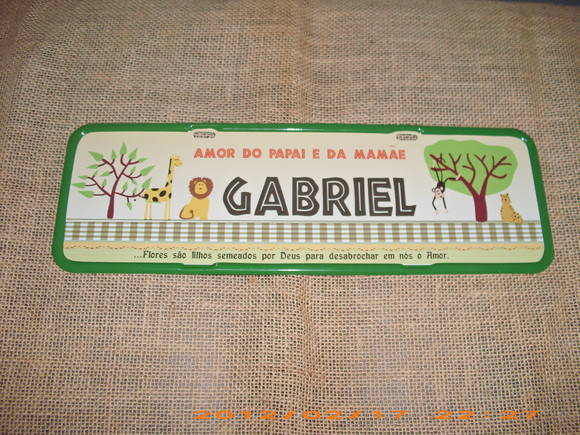 AMOR DO PAPAI E DA MAMÃE
GABRIEL
...Flores são filhos semeados por Deus para desabrochar em nós o Amor.
2012/02/17 22:27